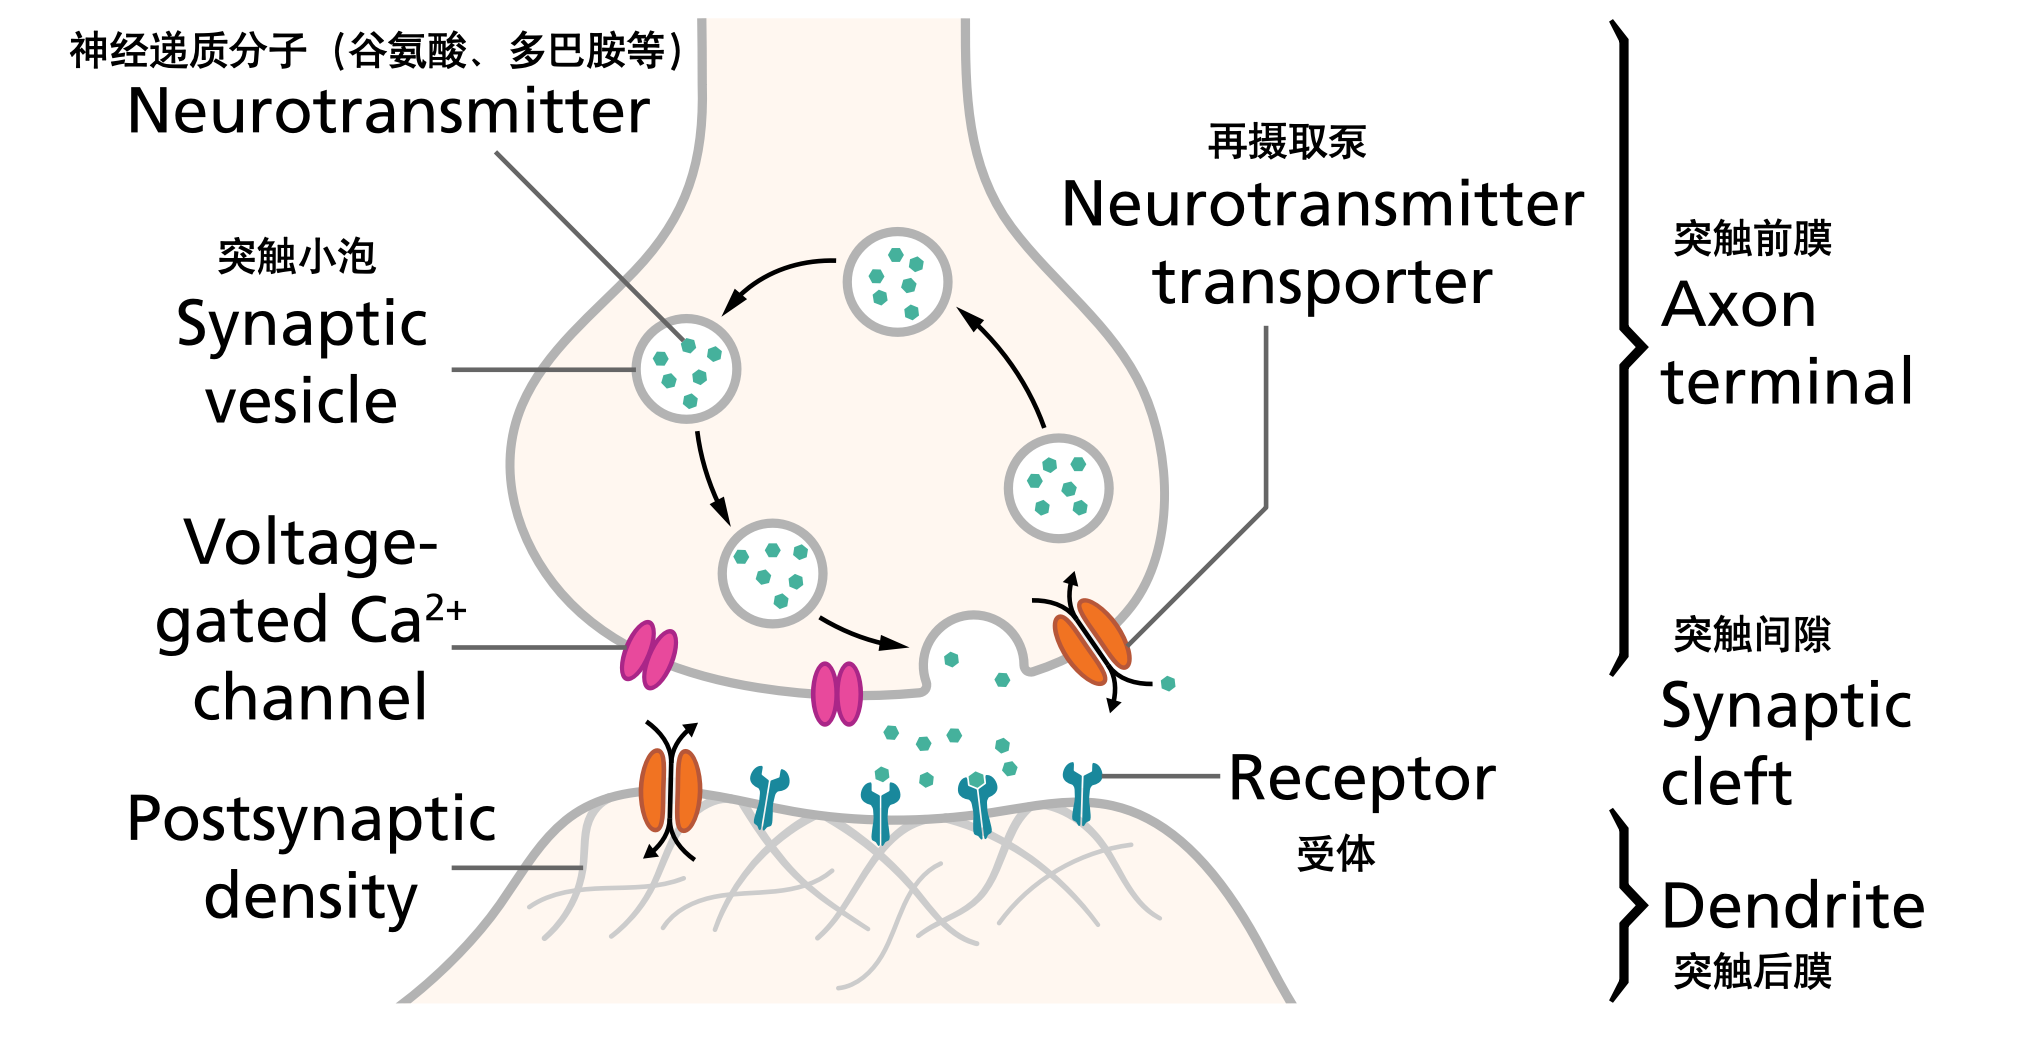 神经递质分子（谷氨酸、多巴胺等）
Neurotransmitter
突触小泡
Synaptic
vesicle
Voltage-
gated Ca²⁺
channel
Postsynaptic
density
再摄取泵
Neurotransmitter
transporter
Receptor
受体
突触前膜
Axon
terminal
突触间隙
Synaptic
cleft
Dendrite
突触后膜